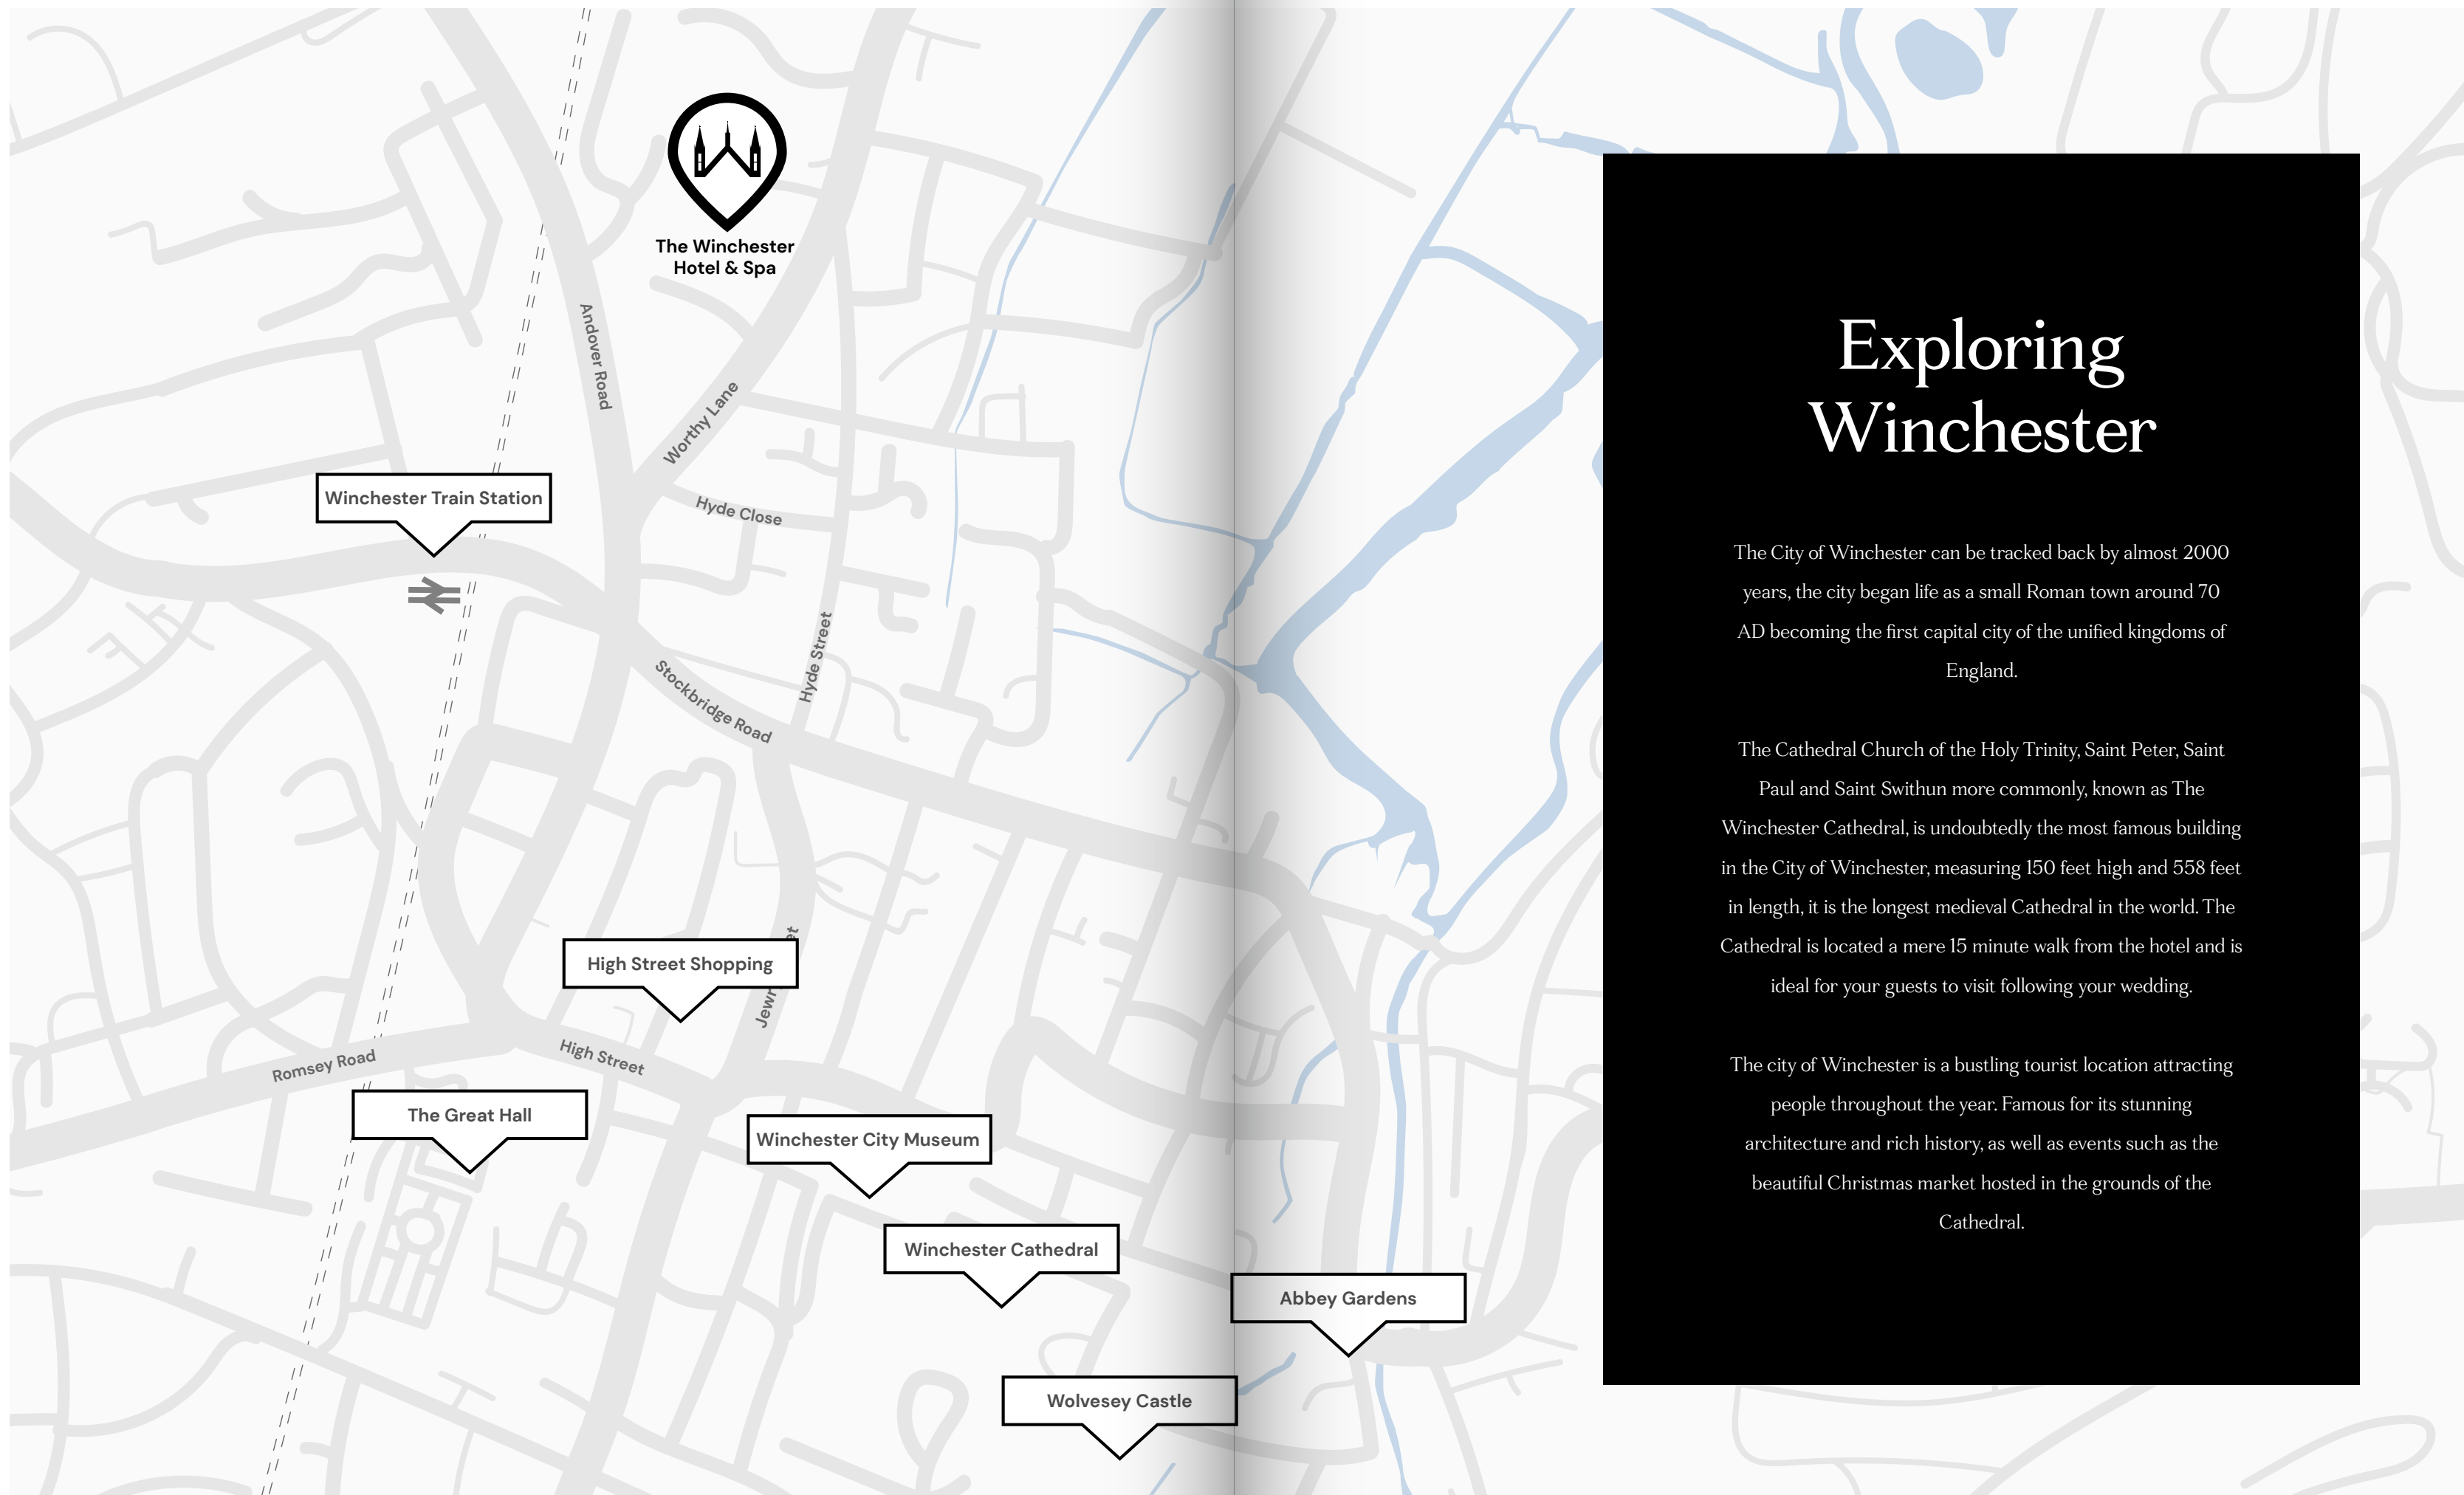 The Winchester
Hotel & Spa
Andover Road
Worthy Lane
Winchester Train Station
Hyde Close
Hyde Street
Stockbridge Road
High Street Shopping
High Street
Romsey Road
The Great Hall
Winchester City Museum
Winchester Cathedral
Abbey Gardens
Wolvesey Castle
Exploring
Winchester
The City of Winchester can be tracked back by almost 2000
years, the city began life as a small Roman town around 70
AD becoming the first capital city of the unified kingdoms of
England.
The Cathedral Church of the Holy Trinity, Saint Peter, Saint
Paul and Saint Swithun more commonly, known as The
Winchester Cathedral, is undoubtedly the most famous building
in the City of Winchester, measuring 150 feet high and 558 feet
in length, it is the longest medieval Cathedral in the world. The
Cathedral is located a mere 15 minute walk from the hotel and is
ideal for your guests to visit following your wedding.
The city of Winchester is a bustling tourist location attracting
people throughout the year. Famous for its stunning
architecture and rich history, as well as events such as the
beautiful Christmas market hosted in the grounds of the
Cathedral.